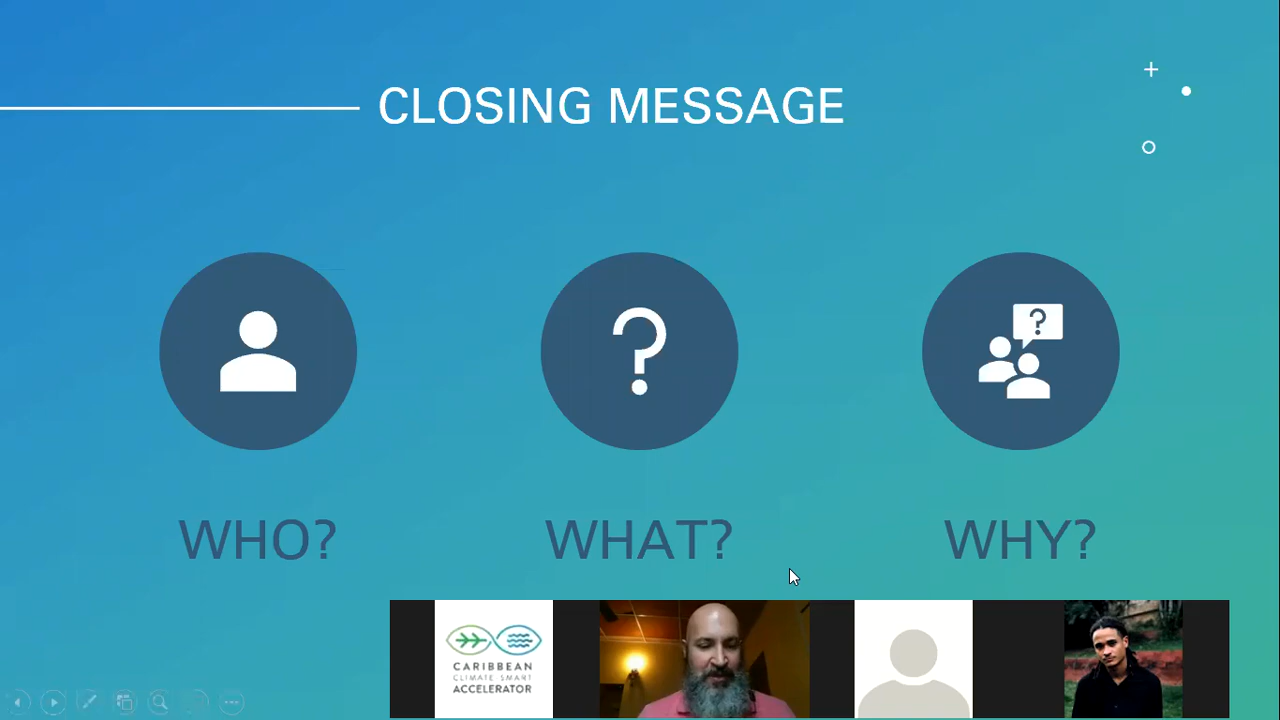 CLOSING MESSAGE
WHO?
WHAT?
WHY?
CARIBBEAN
CLIMATE SMART
ACCELERATOR